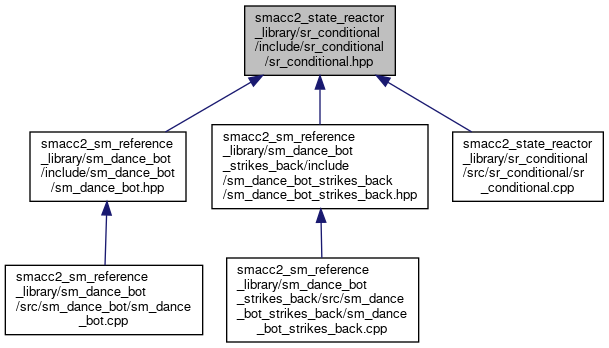 smacc2_state_reactor
_library/sr_conditional
/include/sr_conditional
/sr_conditional.hpp
smacc2_sm_reference
_library/sm_dance_bot
/include/sm_dance_bot
/sm_dance_bot.hpp
smacc2_sm_reference
_library/sm_dance_bot
_strikes_back/include
/sm_dance_bot_strikes_back
/sm_dance_bot_strikes_back.hpp
smacc2_state_reactor
_library/sr_conditional
/src/sr_conditional/sr
_conditional.cpp
smacc2_sm_reference
_library/sm_dance_bot
/src/sm_dance_bot/sm_dance
_bot.cpp
smacc2_sm_reference
_library/sm_dance_bot
_strikes_back/src/sm_dance
_bot_strikes_back/sm_dance
_bot_strikes_back.cpp